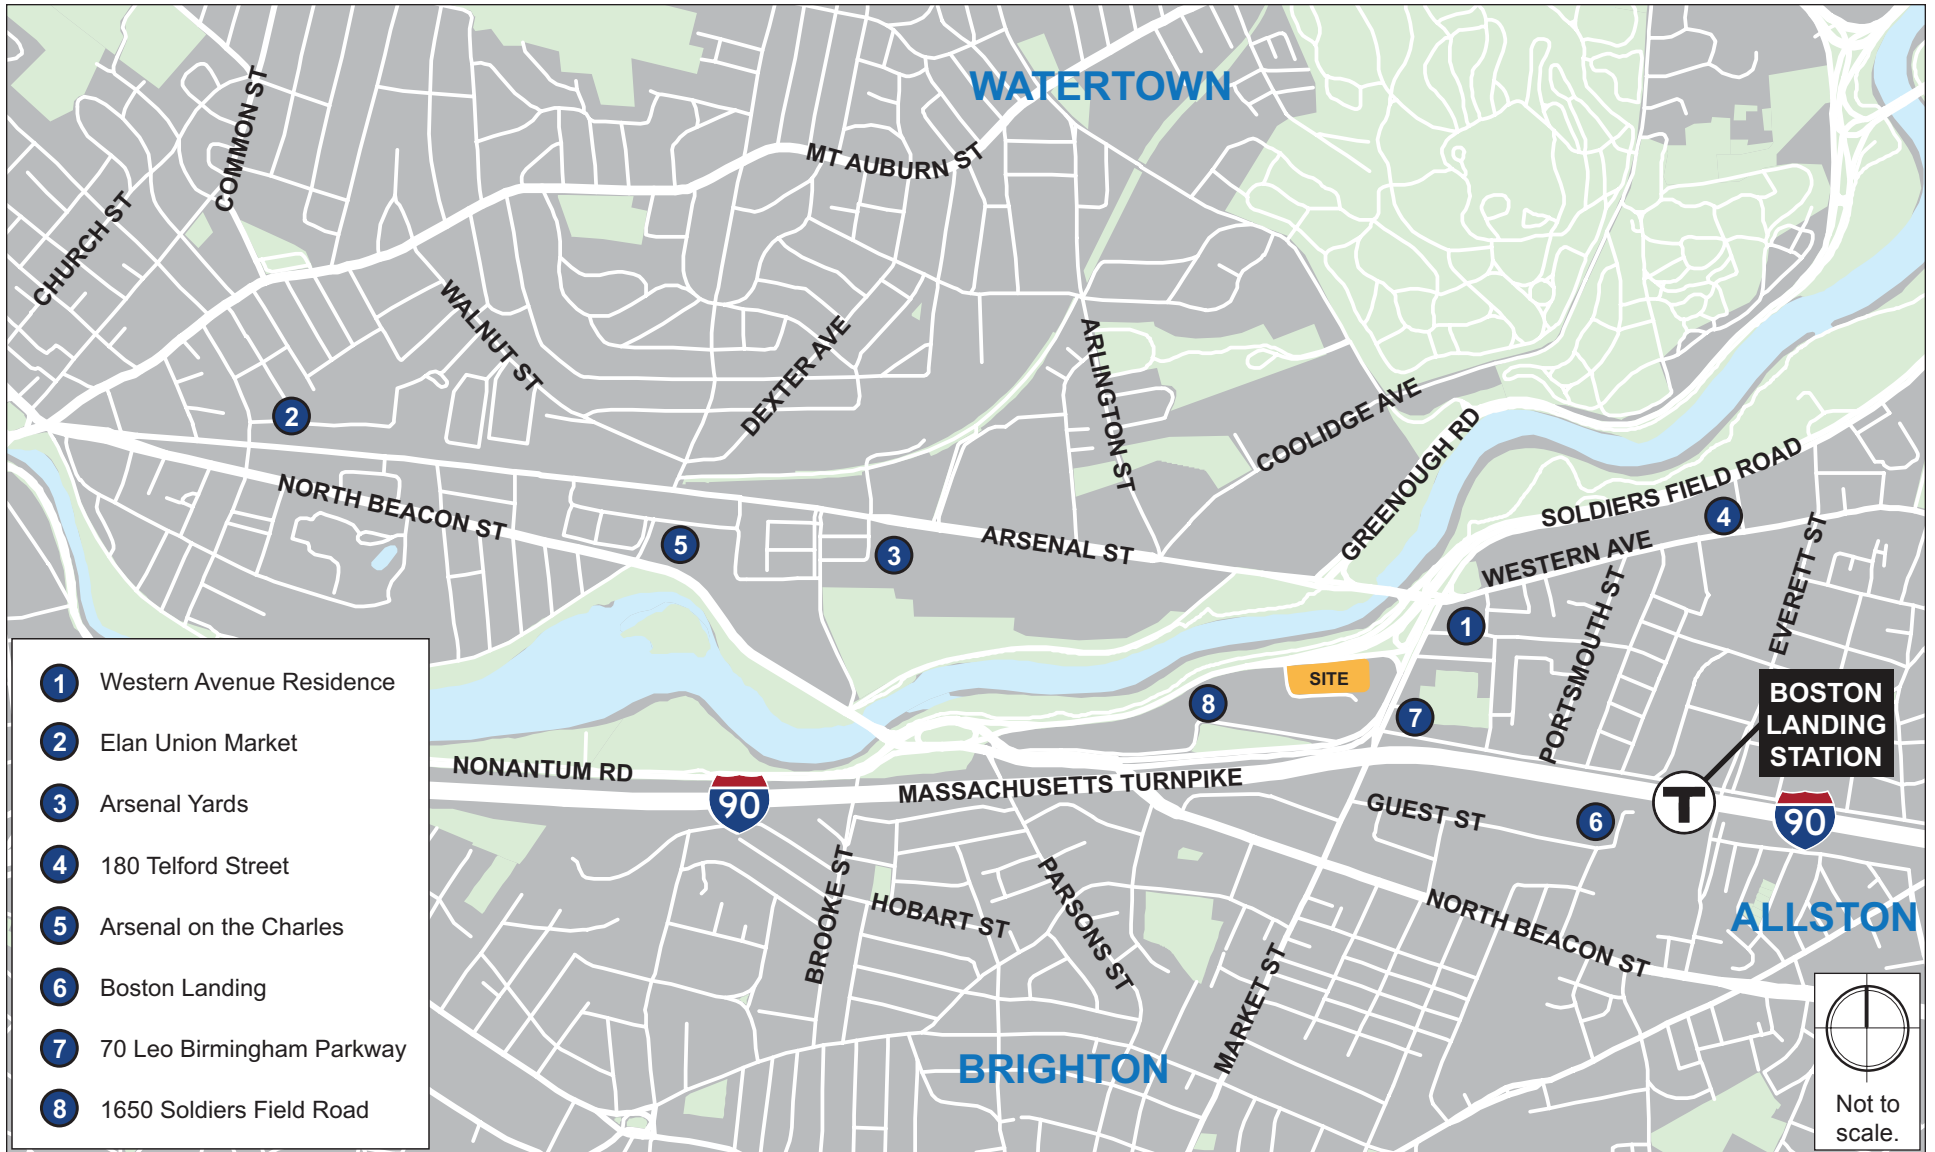 WATERTOWN
COMMON ST
MT AUBURN ST
CHURCH ST
WALNUT ST
DEXTER AVE
ARLINGTON ST
COOLIDGE AVE
GREENOUGH RD
2
SOLDIERS FIELD ROAD
4
NORTH BEACON ST
5
3
ARSENAL ST
WESTERN AVE
PORTSMOUTH ST
EVERETT ST
1
SITE
8
7
BOSTON
LANDING
STATION
T
NONANTUM RD
90
MASSACHUSETTS TURNPIKE
GUEST ST
6
90
BROOKE ST
HOBART ST
PARSONS ST
MARKET ST
NORTH BEACON ST
ALLSTON
BRIGHTON
1 Western Avenue Residence
2 Elan Union Market
3 Arsenal Yards
4 180 Telford Street
5 Arsenal on the Charles
6 Boston Landing
7 70 Leo Birmingham Parkway
8 1650 Soldiers Field Road
Not to
scale.